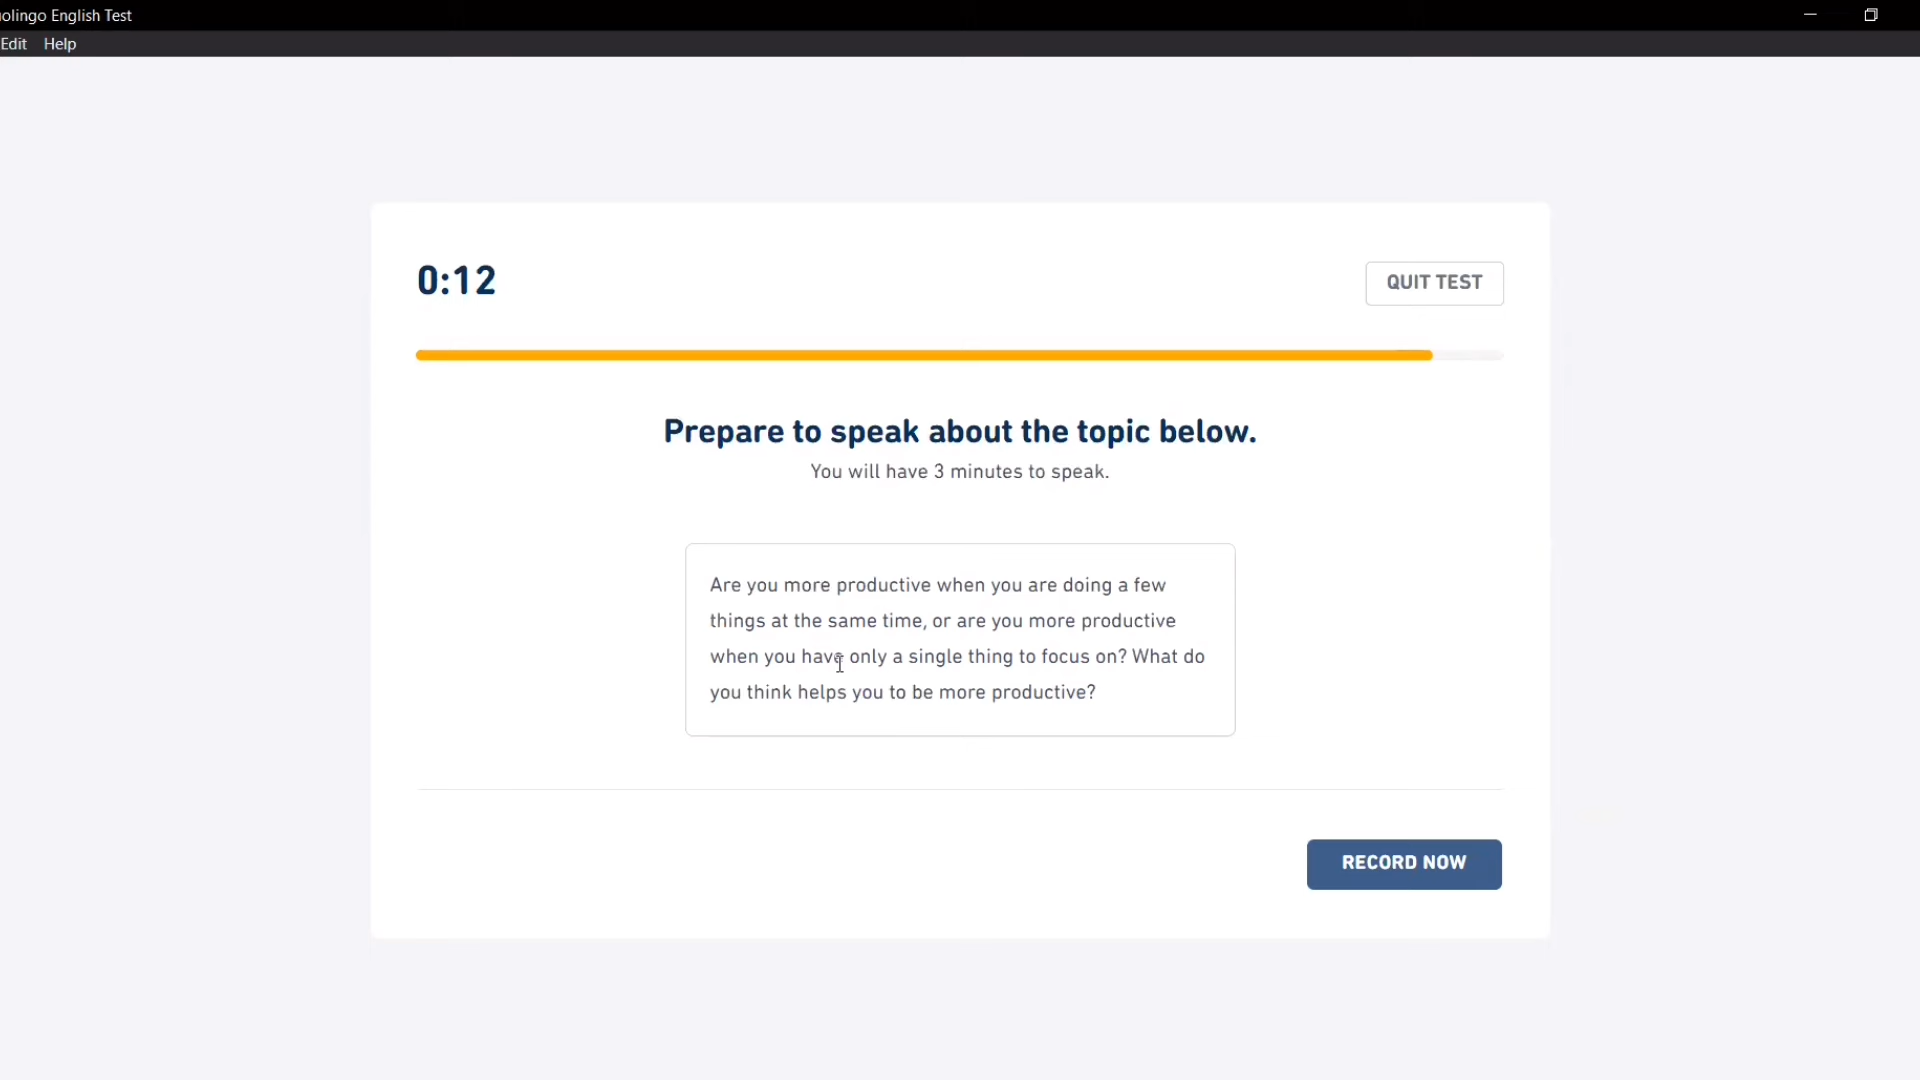 olingo English Test
Edit Help
0:12
QUIT TEST
Prepare to speak about the topic below.
You will have 3 minutes to speak.
Are you more productive when you are doing a few
things at the same time, or are you more productive
when you have only a single thing to focus on? What do
you think helps you to be more productive?
RECORD NOW